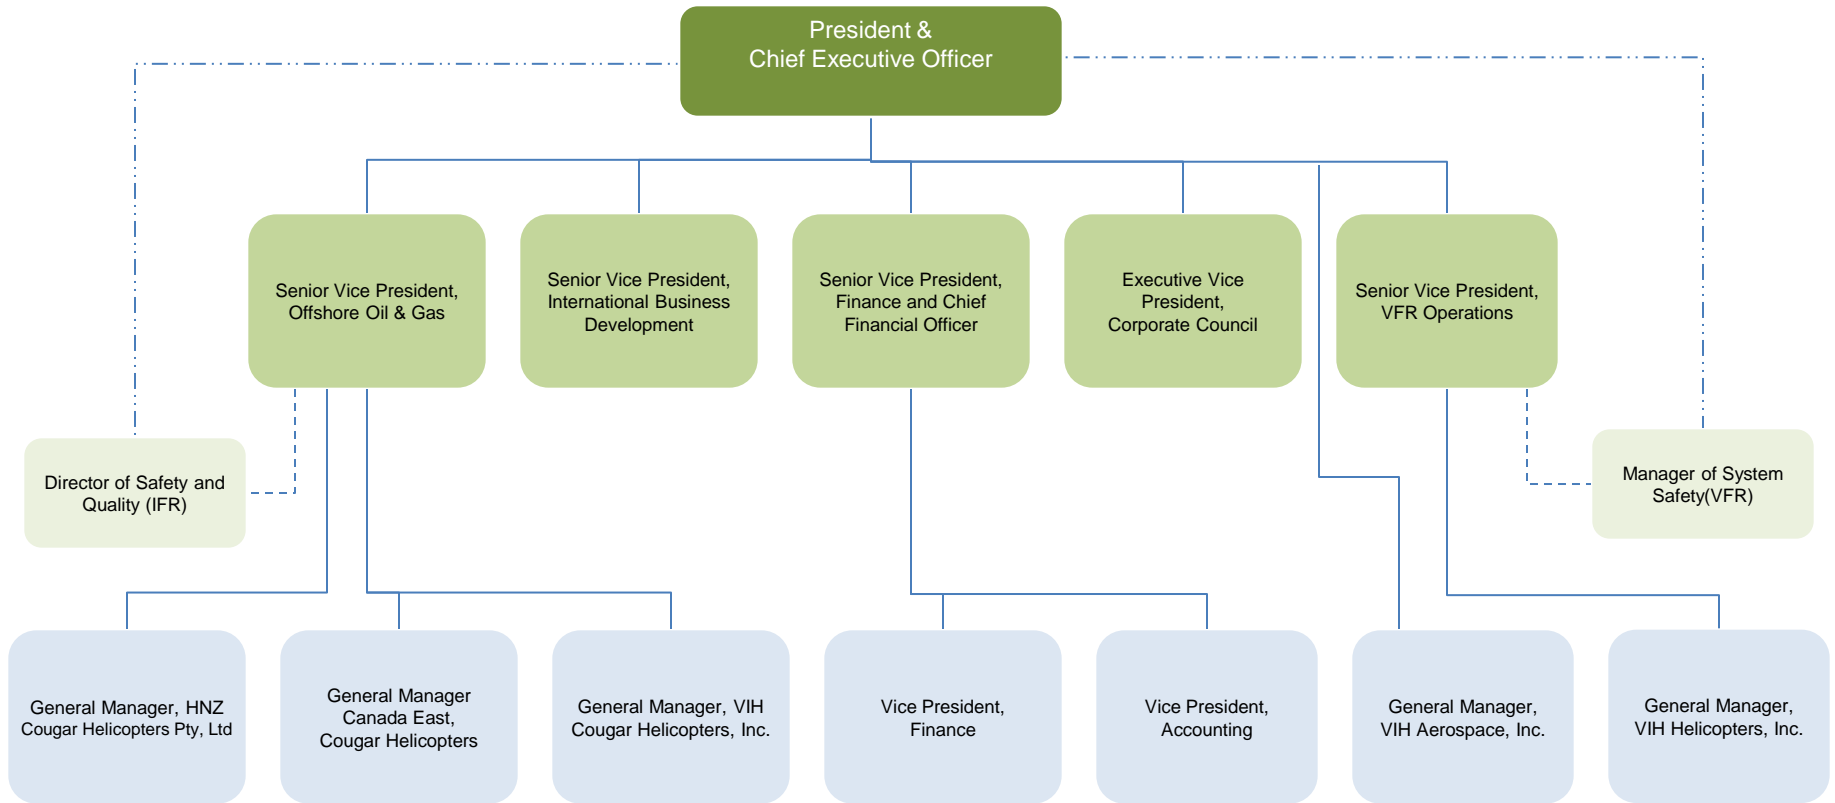 President &
Chief Executive Officer
Senior Vice President,
Offshore Oil & Gas
Senior Vice President,
International Business
Development
Senior Vice President,
Finance and Chief
Financial Officer
Executive Vice
President,
Corporate Council
Senior Vice President,
VFR Operations
Director of Safety and
Quality (IFR)
Manager of System
Safety(VFR)
General Manager, HNZ
Cougar Helicopters Pty, Ltd
General Manager
Canada East,
Cougar Helicopters
General Manager, VIH
Cougar Helicopters, Inc.
Vice President,
Finance
Vice President,
Accounting
General Manager,
VIH Aerospace, Inc.
General Manager,
VIH Helicopters, Inc.